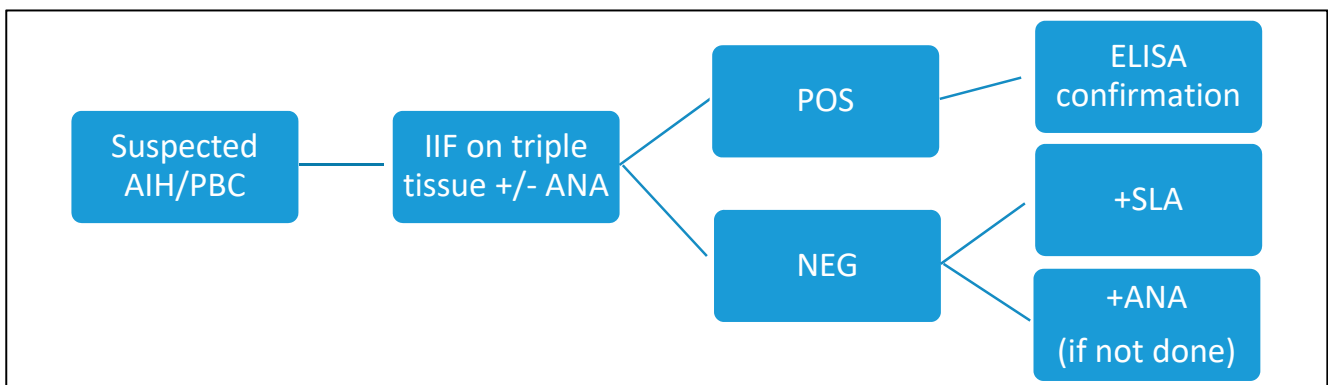 Suspected
AIH/PBC
IIF on triple
tissue +/- ANA
POS
ELISA
confirmation
NEG
+SLA
+ANA
(if not done)